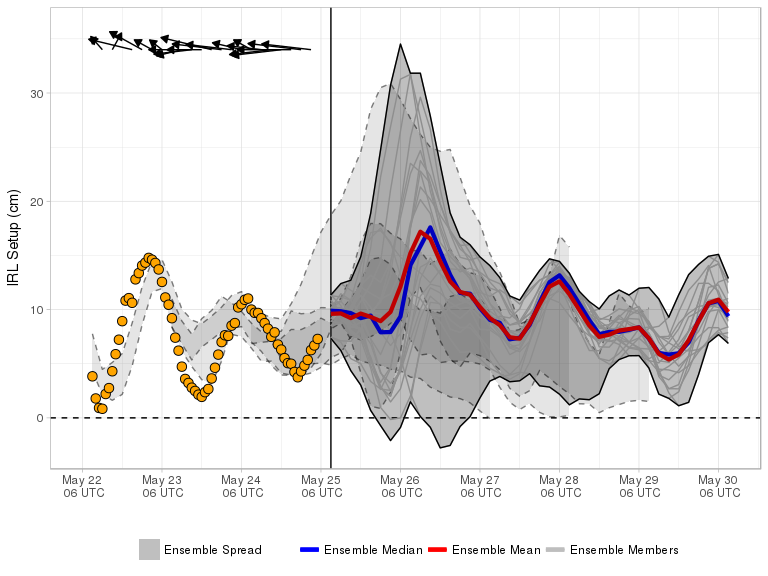 IRL Setup (cm)
30
20
10
0
May 22 May 23 May 24 May 25 May 26 May 27 May 28 May 29 May 30
06 UTC 06 UTC 06 UTC 06 UTC 06 UTC 06 UTC 06 UTC 06 UTC 06 UTC
Ensemble Spread Ensemble Median Ensemble Mean Ensemble Members